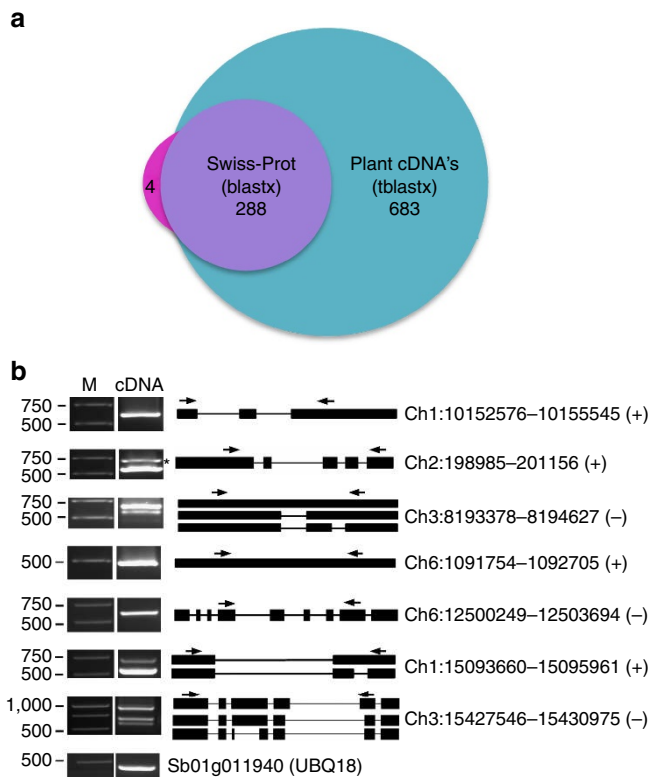 a
4
Swiss-Prot
(blastx)
288
Plant cDNA's
(tblastx)
683
b
M cDNA
750
500
Ch1:10152576–10155545 (+)
750
500
*
Ch2:198985–201156 (+)
750
500
Ch3:8193378–8194627 (–)
500
Ch6:1091754–1092705 (+)
750
500
Ch6:12500249–12503694 (–)
750
500
Ch1:15093660–15095961 (+)
1,000
500
Ch3:15427546–15430975 (–)
500
Sb01g011940 (UBQ18)